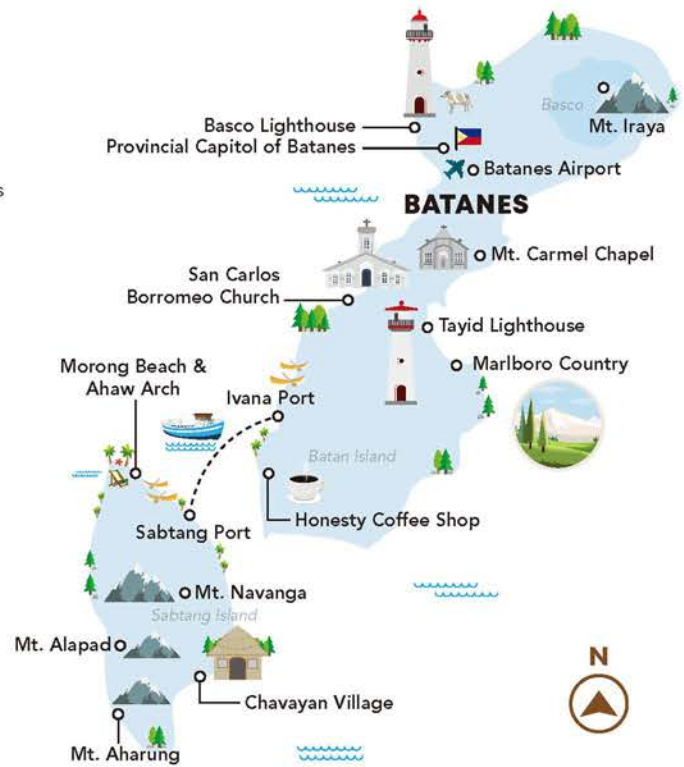 Basco
Mt. Iraya
Basco Lighthouse
Provincial Capitol of Batanes
Batanes Airport
s
BATANES
Mt. Carmel Chapel
San Carlos
Borromeo Church
Tayid Lighthouse
Marlboro Country
Morong Beach &
Ahaw Arch
Ivana Port
Batan Island
Honesty Coffee Shop
Sabtang Port
Mt. Navanga
Sabtang Island
Mt. Alapad
Chavayan Village
Mt. Aharung
N